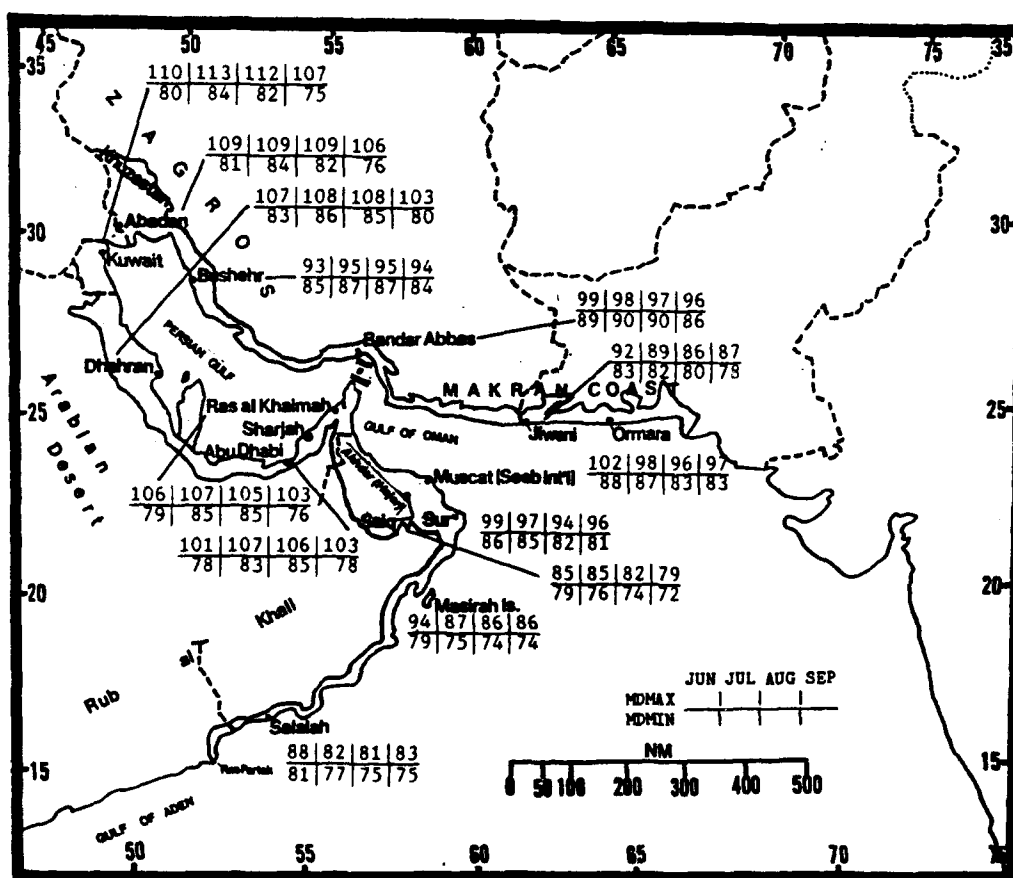 45 50 55 60 65 70 75 35
35
110 113 112 107
80 84 82 75
ZAGROS
109 109 109 106
81 84 82 76
Khuzestan
107 108 108 103
83 86 85 80
Abadan
30 30
Kuwait
Bushehr
93 95 95 94
85 87 87 84
99 98 97 96
89 90 90 86
PERSIAN GULF
Bandar Abbas
92 89 86 87
83 82 80 78
Dhahran
MAKRAN COAST
Arabian
Desert
Ras al Khaimah
25 25
Sharjah
GULF OF OMAN
Jiwani
Ormara
Abu Dhabi
102 98 96 97
88 87 83 83
Muscat (Seeb Int'l)
106 107 105 103
79 85 85 76
Saiq
Sur
99 97 94 96
86 85 82 81
101 107 106 103
78 83 85 78
85 85 82 79
79 76 74 72
20 20
Masirah Is.
94 87 86 86
79 75 74 74
Rub al Khali
JUN JUL AUG SEP
MDMAX
MDMIN
Salalah
88 82 81 83
81 77 75 75
NM
0 50 100 200 300 400 500
15 15
GULF OF ADEN
50 55 60 65 70